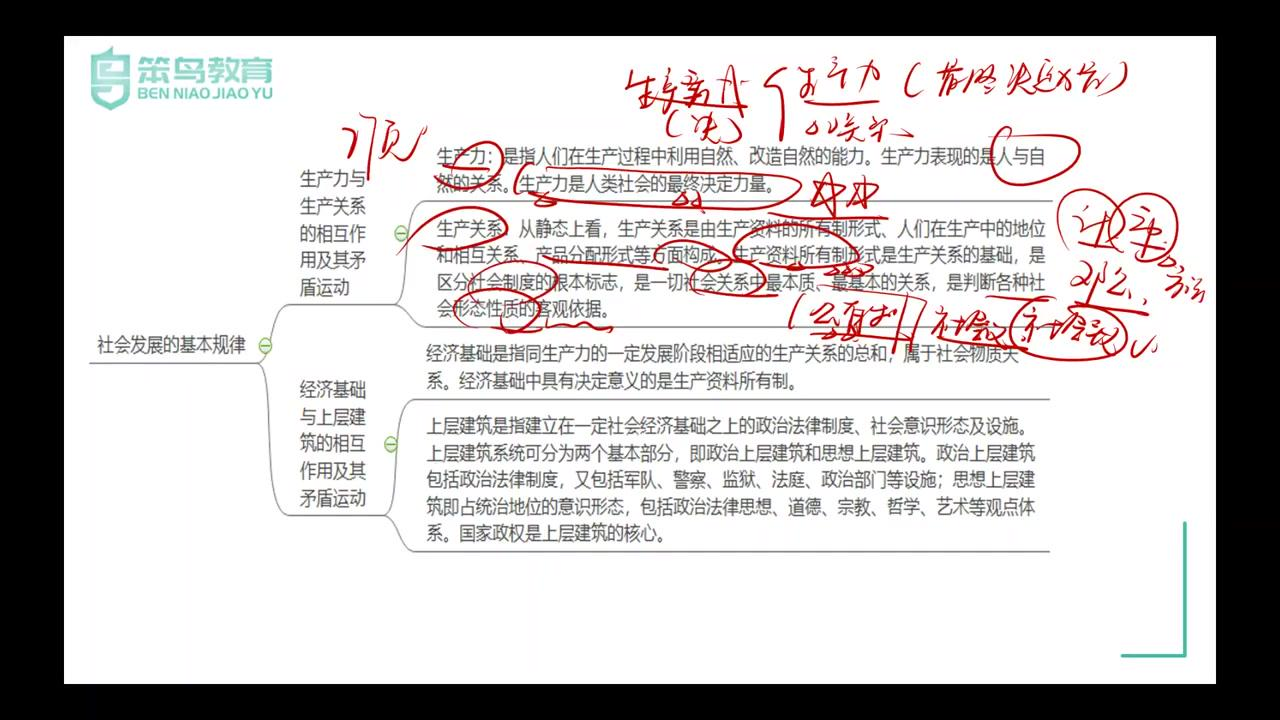 笨鸟教育
BEN NIAO JIAO YU
生产力（最终决定力量）
生产力：是指人们在生产过程中利用自然、改造自然的能力。生产力表现的是人与自
然的关系。生产力是人类社会的最终决定力量。
生产力与
生产关系
的相互作
用及其矛
盾运动
生产关系：从静态上看，生产关系是由生产资料的所有制形式、人们在生产中的地位
和相互关系、产品分配形式等方面构成。生产资料所有制形式是生产关系的基础，是
区分社会制度的根本标志，是一切社会关系中最本质、最基本的关系，是判断各种社
会形态性质的客观依据。
（公有制）
社会发展的基本规律
经济基础是指同生产力的一定发展阶段相适应的生产关系的总和，属于社会物质关
系。经济基础中具有决定意义的是生产资料所有制。
经济基础
与上层建
筑的相互
作用及其
矛盾运动
上层建筑是指建立在一定社会经济基础之上的政治法律制度、社会意识形态及设施。
上层建筑系统可分为两个基本部分，即政治上层建筑和思想上层建筑。政治上层建筑
包括政治法律制度，又包括军队、警察、监狱、法庭、政治部门等设施；思想上层建
筑即占统治地位的意识形态，包括政治法律思想、道德、宗教、哲学、艺术等观点体
系。国家政权是上层建筑的核心。